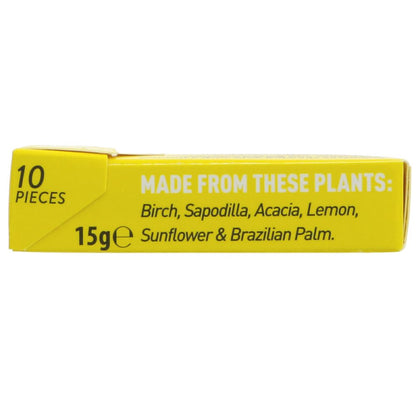 10
PIECES
15g℮
MADE FROM THESE PLANTS:
Birch, Sapodilla, Acacia, Lemon,
Sunflower & Brazilian Palm.